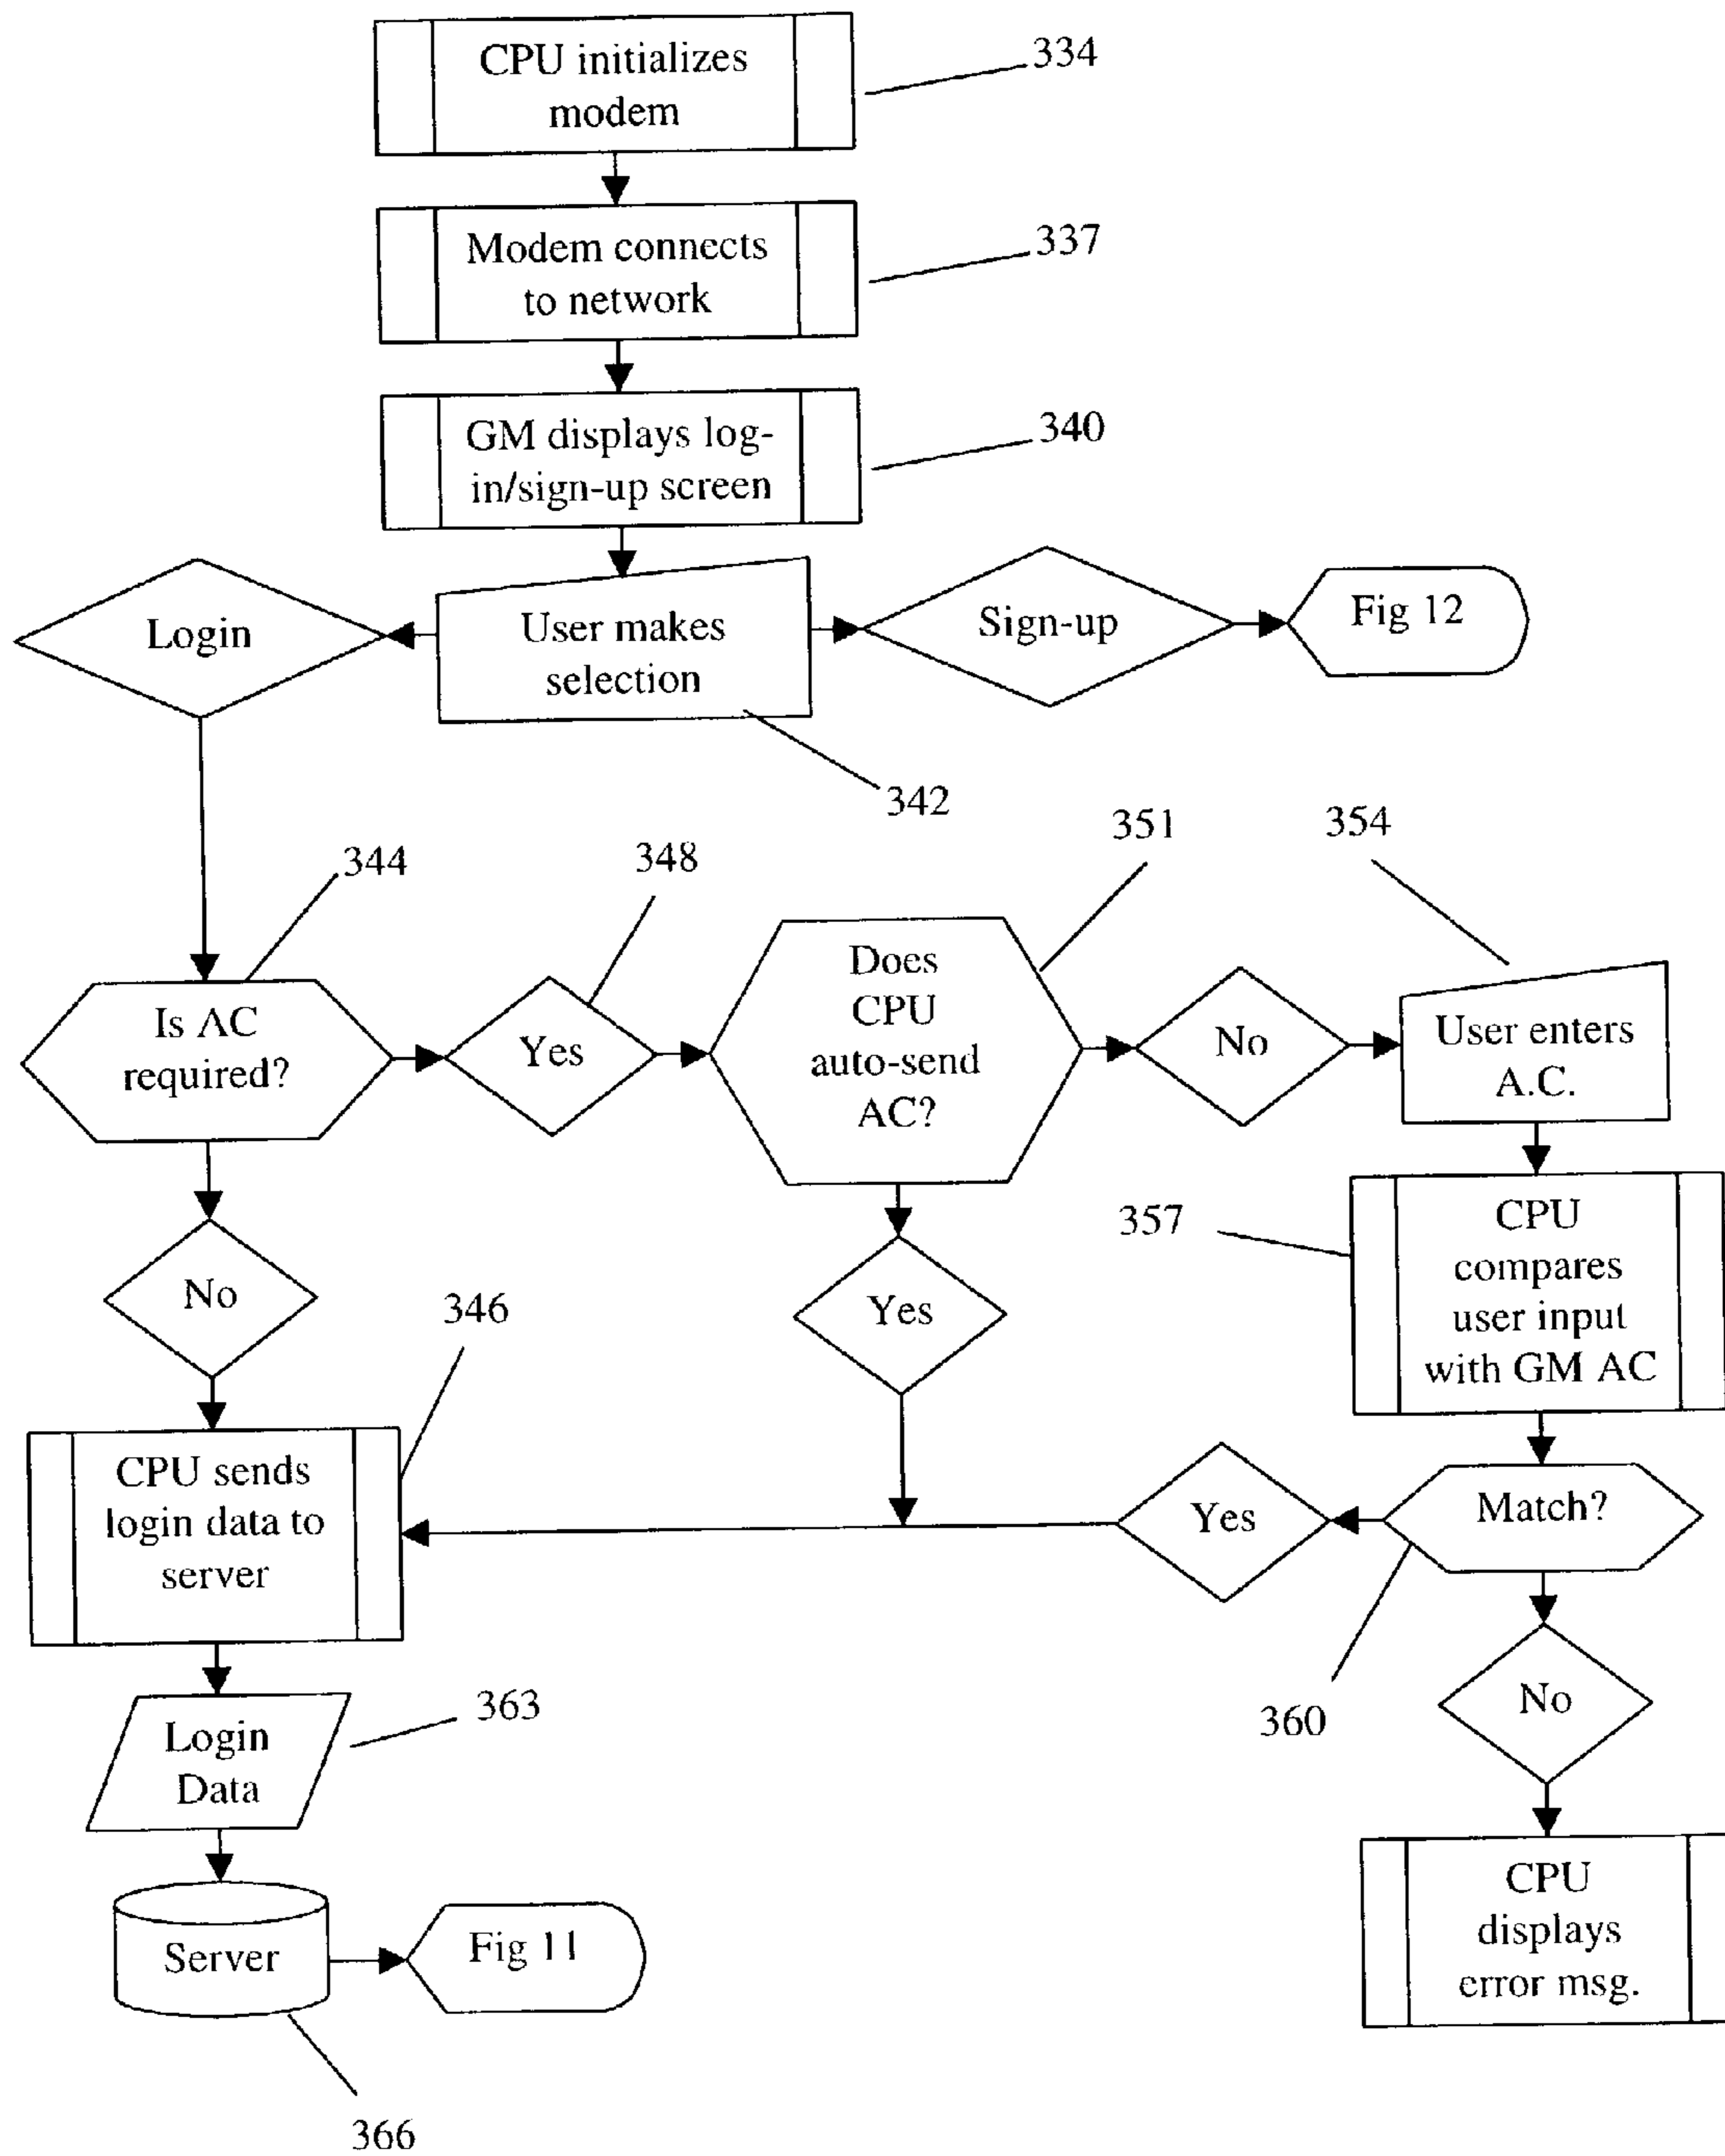 CPU initializes
modem
334
Modem connects
to network
337
GM displays log-
in/sign-up screen
340
Login
User makes
selection
Sign-up
Fig 12
342
344
348
351
354
Is AC
required?
Yes
Does
CPU
auto-send
AC?
No
User enters
A.C.
357
CPU
compares
user input
with GM AC
No
Yes
346
CPU sends
login data to
server
Yes
Match?
360
No
Login
Data
363
Server
Fig 11
CPU
displays
error msg.
366